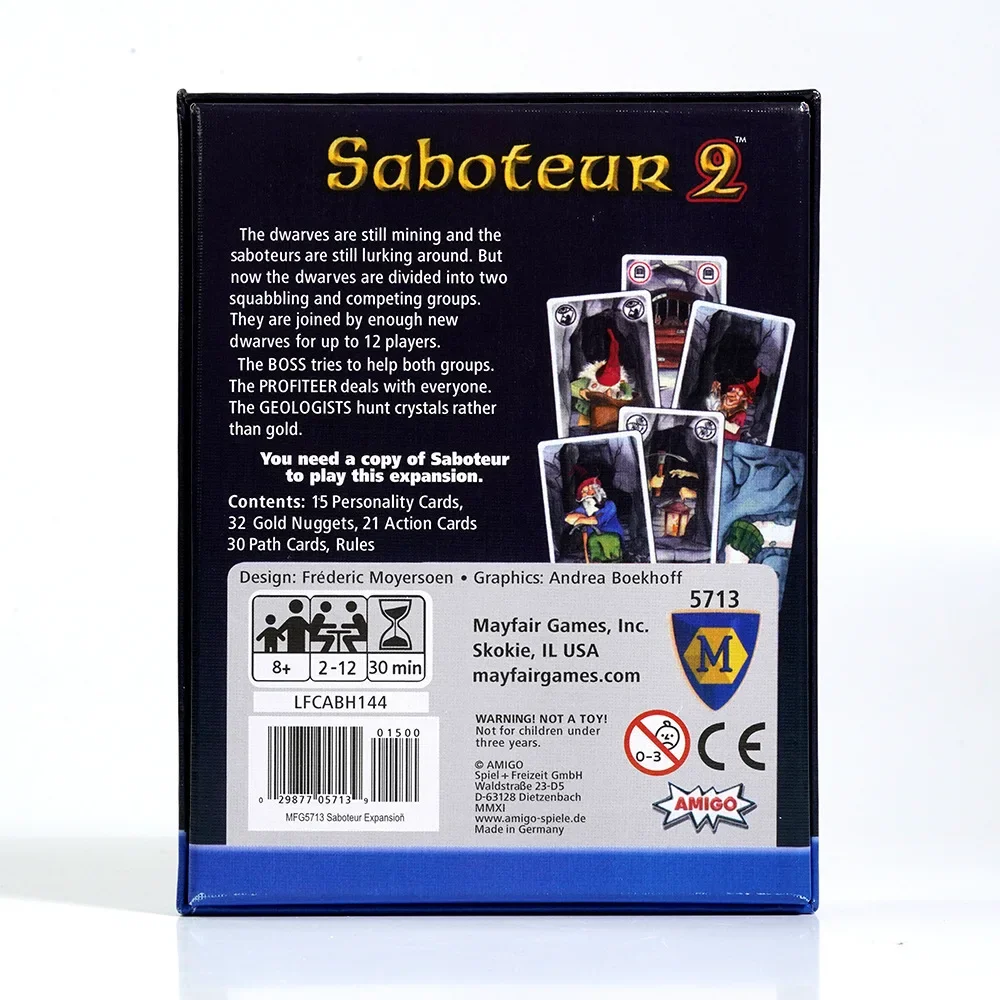 Saboteur 2™
The dwarves are still mining and the
saboteurs are still lurking around. But
now the dwarves are divided into two
squabbling and competing groups.
They are joined by enough new
dwarves for up to 12 players.
The BOSS tries to help both groups.
The PROFITEER deals with everyone.
The GEOLOGISTS hunt crystals rather
than gold.
You need a copy of Saboteur
to play this expansion.
Contents: 15 Personality Cards,
32 Gold Nuggets, 21 Action Cards
30 Path Cards, Rules
Design: Fréderic Moyersoen • Graphics: Andrea Boekhoff
8+ 2-12 30 min
LFCABH144
01500
0 29877 05713 9
MFG5713 Saboteur Expansion
Mayfair Games, Inc.
Skokie, IL USA
mayfairgames.com
5713
M
WARNING! NOT A TOY!
Not for children under
three years.
0-3
CE
© AMIGO
Spiel + Freizeit GmbH
Waldstraße 23-D5
D-63128 Dietzenbach
MMXI
www.amigo-spiele.de
Made in Germany
AMIGO